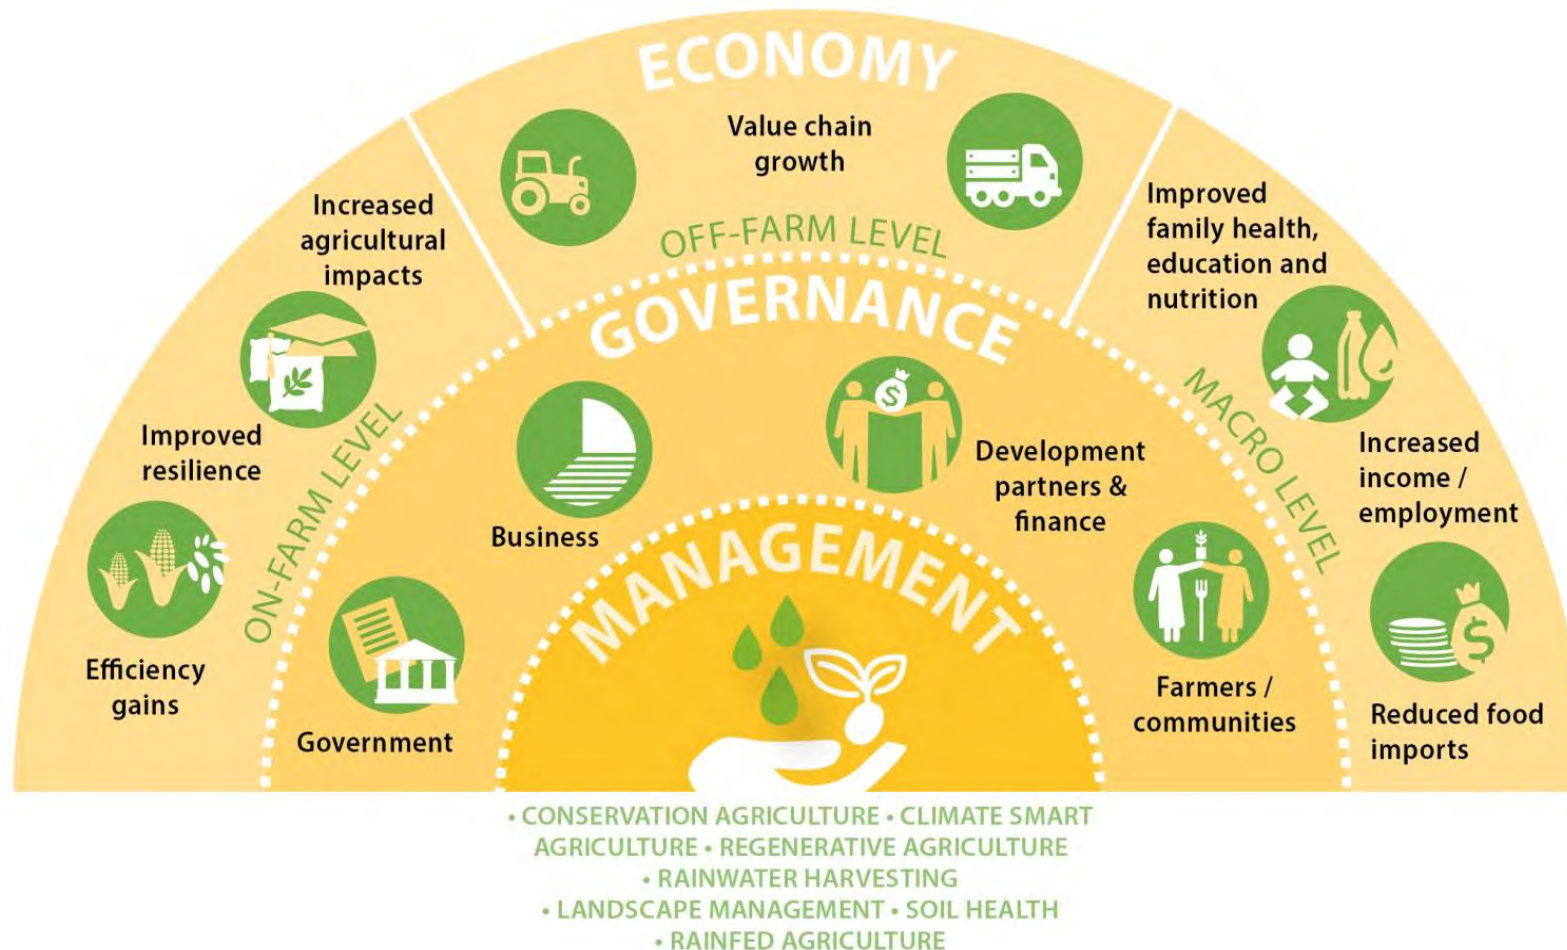 ECONOMY
Value chain
growth
OFF-FARM LEVEL
Increased
agricultural
impacts
Improved
resilience
ON-FARM LEVEL
Efficiency
gains
Improved
family health,
education and
nutrition
MACRO LEVEL
Increased
income /
employment
$
Reduced food
imports
GOVERNANCE
Business
$
Development
partners &
finance
Government
Farmers /
communities
MANAGEMENT
• CONSERVATION AGRICULTURE • CLIMATE SMART
AGRICULTURE • REGENERATIVE AGRICULTURE
• RAINWATER HARVESTING
• LANDSCAPE MANAGEMENT • SOIL HEALTH
• RAINFED AGRICULTURE